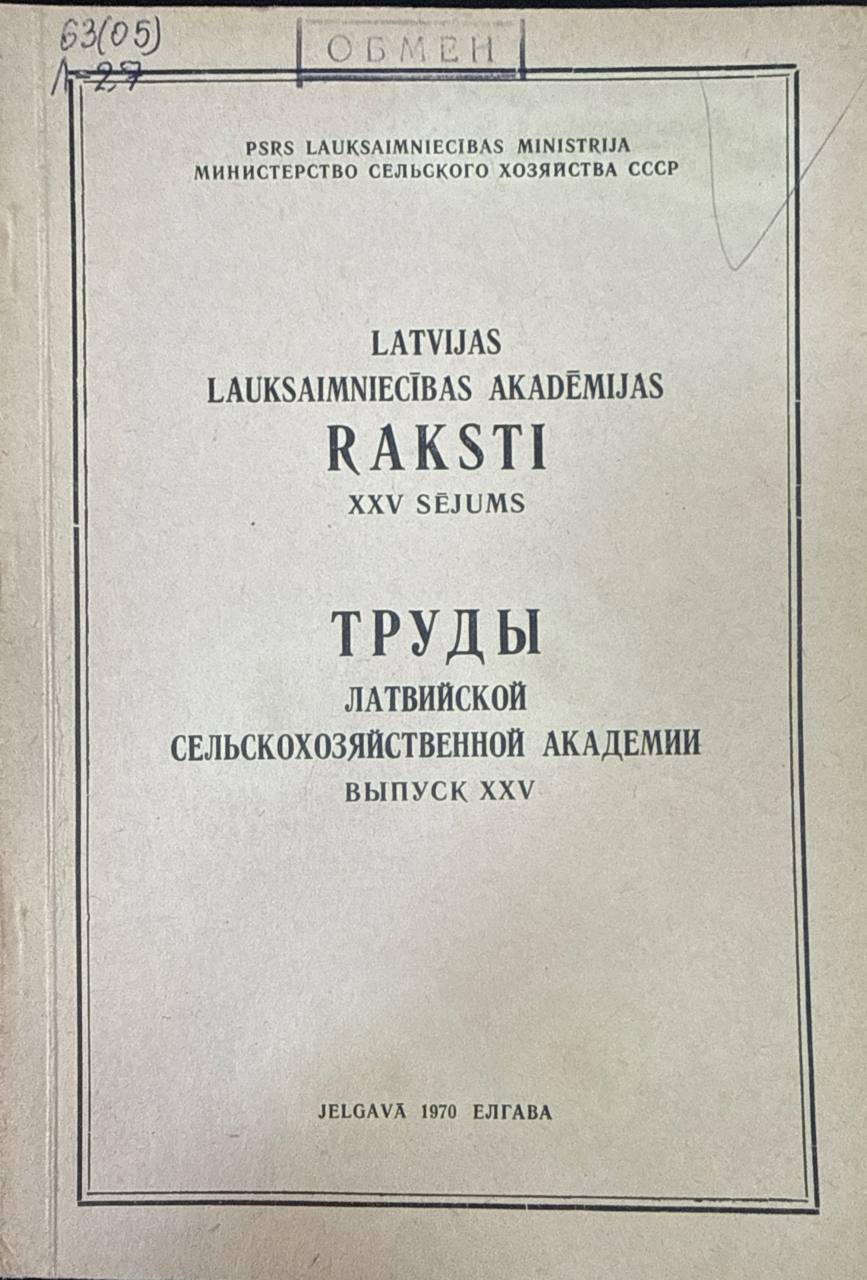 63(05)
Л-27
ОБМЕН
PSRS LAUKSAIMNIECĪBAS MINISTRIJA
МИНИСТЕРСТВО СЕЛЬСКОГО ХОЗЯЙСТВА СССР
LATVIJAS
LAUKSAIMNIECĪBAS AKADĒMIJAS
RAKSTI
XXV SĒJUMS
ТРУДЫ
ЛАТВИЙСКОЙ
СЕЛЬСКОХОЗЯЙСТВЕННОЙ АКАДЕМИИ
ВЫПУСК XXV
JELGAVĀ 1970 ЕЛГАВА